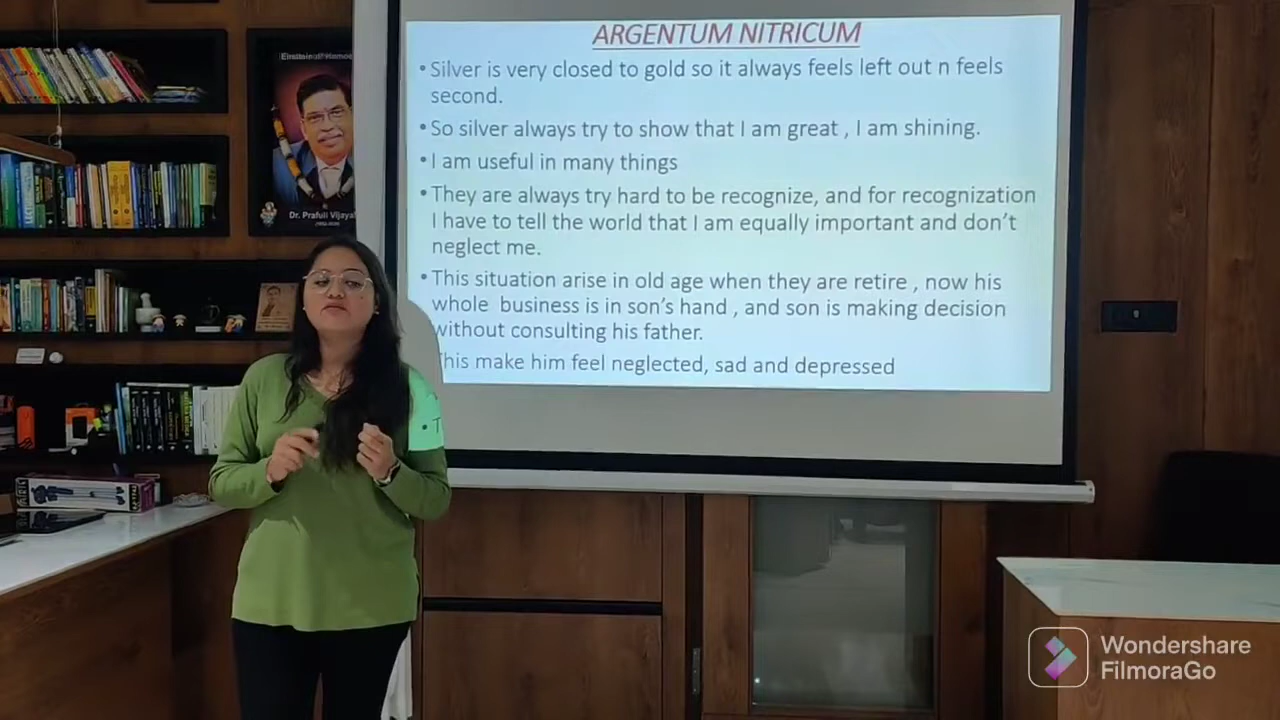 ARGENTUM NITRICUM
• Silver is very closed to gold so it always feels left out n feels
second.
• So silver always try to show that I am great , I am shining.
• I am useful in many things
• They are always try hard to be recognize, and for recognization
I have to tell the world that I am equally important and don't
neglect me.
• This situation arise in old age when they are retire , now his
whole business is in son's hand , and son is making decision
without consulting his father.
This make him feel neglected, sad and depressed
Dr. Prafull Vijayal
Wondershare
FilmoraGo